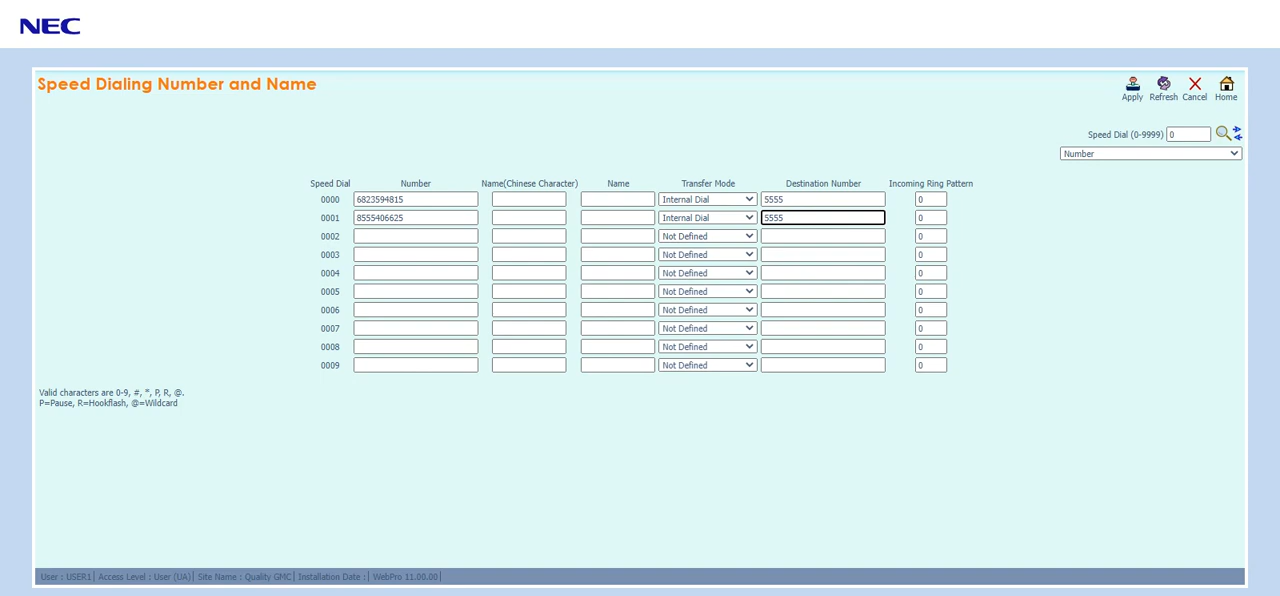 NEC
Speed Dialing Number and Name
Apply Refresh Cancel Home
Speed Dial (0-9999) 0
Number
Speed Dial Number Name(Chinese Character) Name Transfer Mode Destination Number Incoming Ring Pattern
0000 6823594815 Internal Dial 5555 0
0001 8555406625 Internal Dial 5555 0
0002 Not Defined 0
0003 Not Defined 0
0004 Not Defined 0
0005 Not Defined 0
0006 Not Defined 0
0007 Not Defined 0
0008 Not Defined 0
0009 Not Defined 0
Valid characters are 0-9, #, *, P, R, @.
P=Pause, R=Hookflash, @=Wildcard
User : USER1| Access Level : User (UA)| Site Name : Quality GMC| Installation Date : | WebPro 11.00.00|